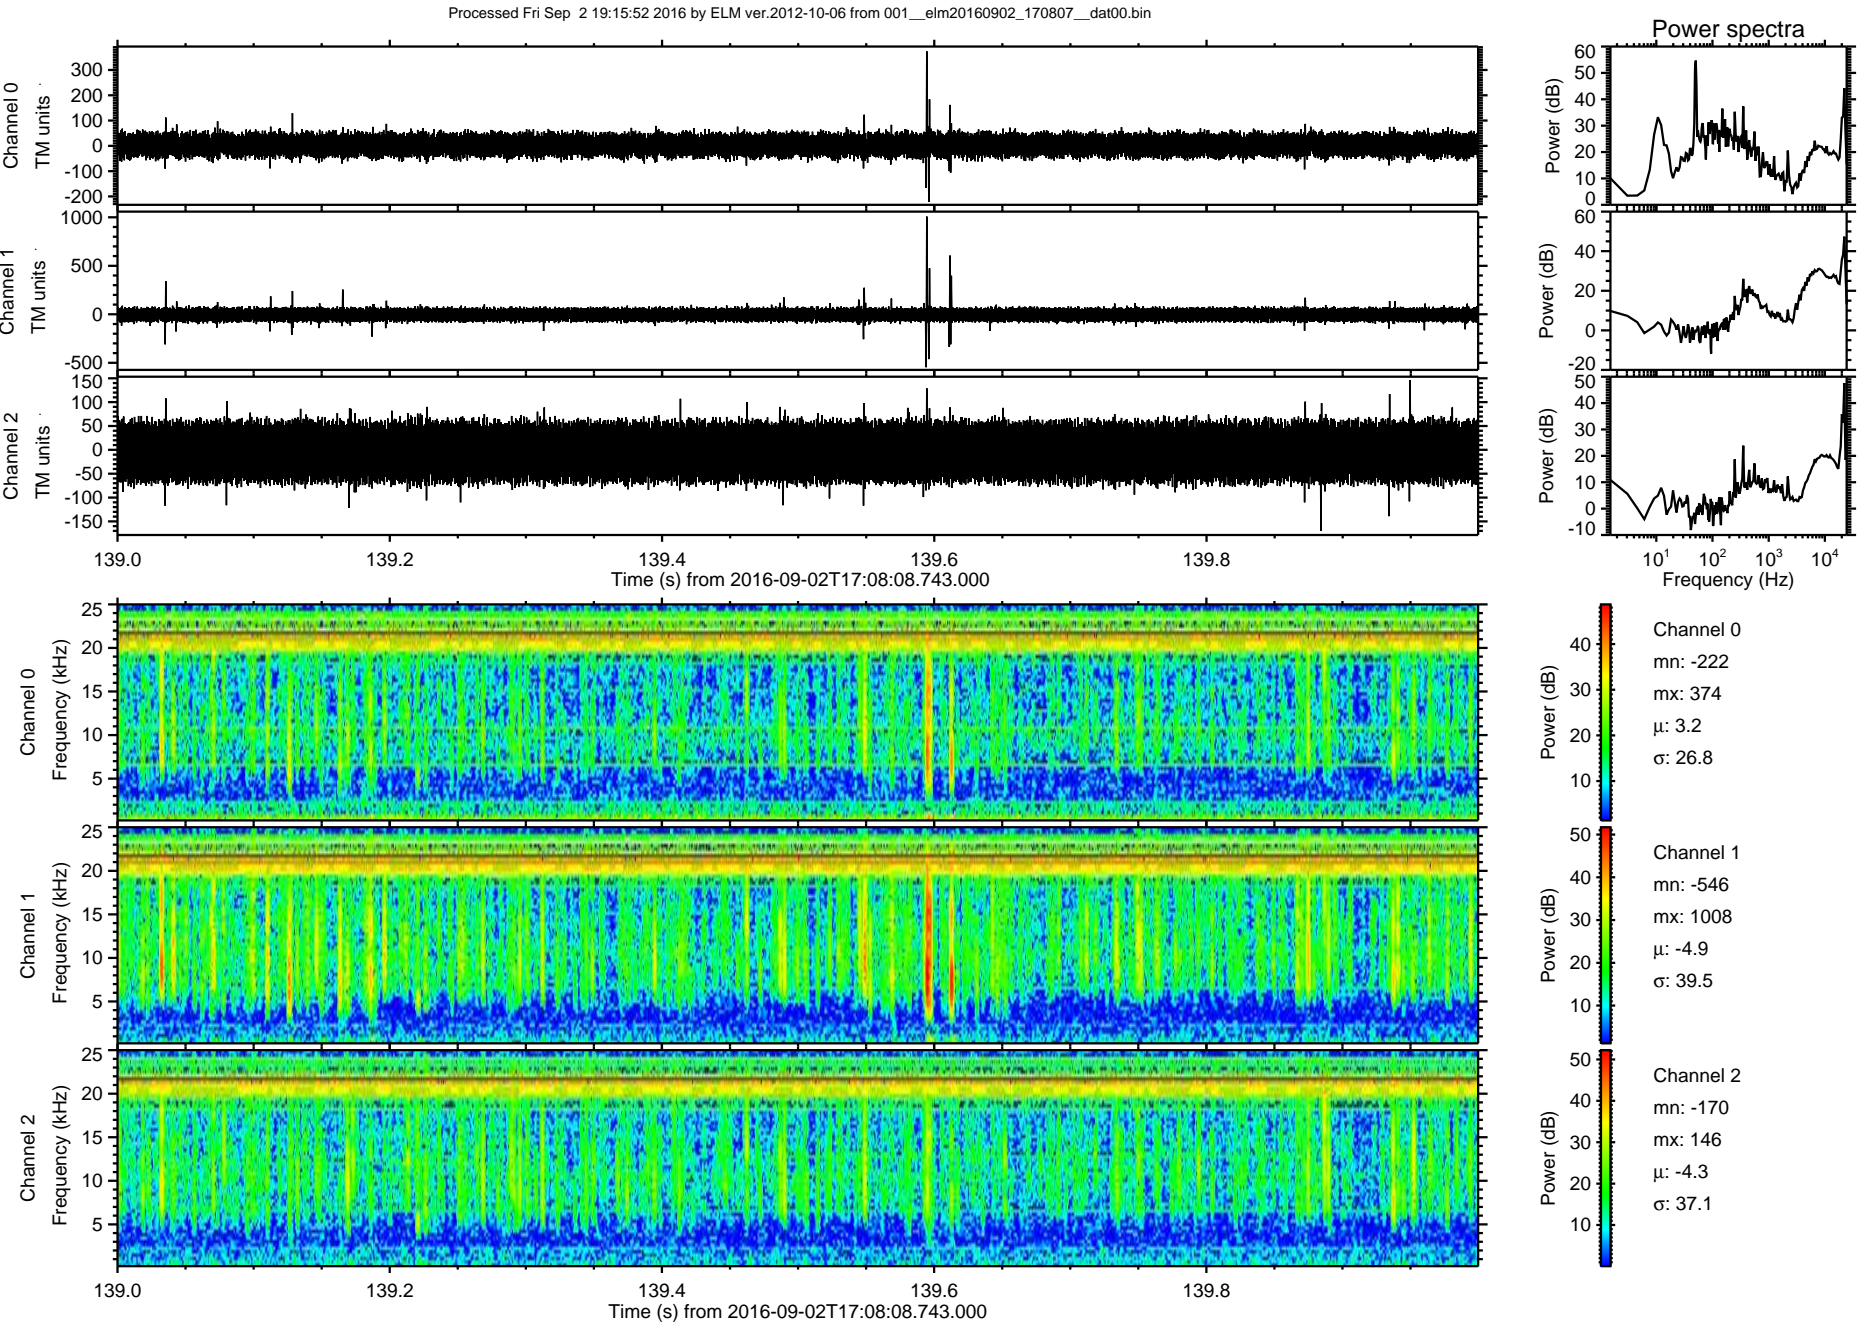 Processed Fri Sep  2 19:15:52 2016 by ELM ver.2012-10-06 from 001__elm20160902_170807__dat00.bin
Power spectra
Channel 0
TM units
300
200
100
0
-100
-200
Power (dB)
60
50
40
30
20
10
0
Channel 1
TM units
1000
500
0
-500
Power (dB)
60
40
20
0
-20
Channel 2
TM units
150
100
50
0
-50
-100
-150
Power (dB)
50
40
30
20
10
0
-10
139.0 139.2 139.4 139.6 139.8
Time (s) from 2016-09-02T17:08:08.743.000
10^1 10^2 10^3 10^4
Frequency (Hz)
Channel 0
Frequency (kHz)
25
20
15
10
5
Power (dB)
40
30
20
10
Channel 0
mn: -222
mx: 374
μ: 3.2
σ: 26.8
Channel 1
Frequency (kHz)
25
20
15
10
5
Power (dB)
50
40
30
20
10
Channel 1
mn: -546
mx: 1008
μ: -4.9
σ: 39.5
Channel 2
Frequency (kHz)
25
20
15
10
5
Power (dB)
50
40
30
20
10
Channel 2
mn: -170
mx: 146
μ: -4.3
σ: 37.1
139.0 139.2 139.4 139.6 139.8
Time (s) from 2016-09-02T17:08:08.743.000